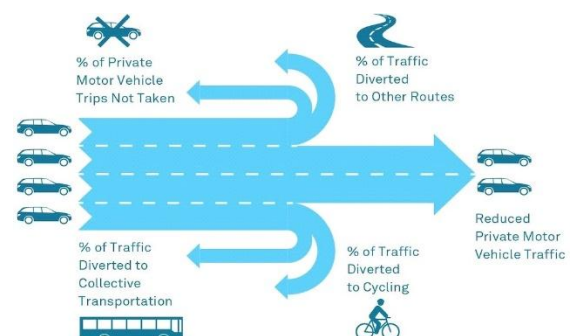 % of Private
Motor Vehicle
Trips Not Taken
% of Traffic
Diverted
to Other Routes
% of Traffic
Diverted to
Collective
Transportation
% of Traffic
Diverted
to Cycling
Reduced
Private Motor
Vehicle Traffic